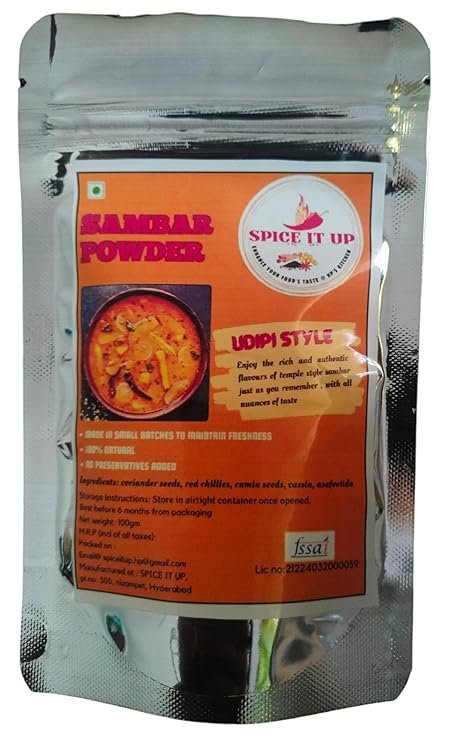 SAMBAR
POWDER
SPICE IT UP
ENHANCE YOUR FOOD'S TASTE @ HP'S KITCHEN
UDIPI STYLE
Enjoy the rich and authentic
flavours of temple style sambar
just as you remember , with all
nuances of taste
• MADE IN SMALL BATCHES TO MAINTAIN FRESHNESS
• 100% NATURAL
• NO PRESERVATIVES ADDED
Ingredients: coriander seeds, red chillies, cumin seeds, cassia, asafoetida
Storage Instructions: Store in airtight container once opened.
Best before 6 months from packaging
Net weight: 100gm
M.R.P (incl of all taxes):
Packed on :
Email@ spiceitup.hp@gmail.com
Manufactured at : SPICE IT UP,
pl no: 305, nizampet, Hyderabad
fssai
Lic no:21224032000059